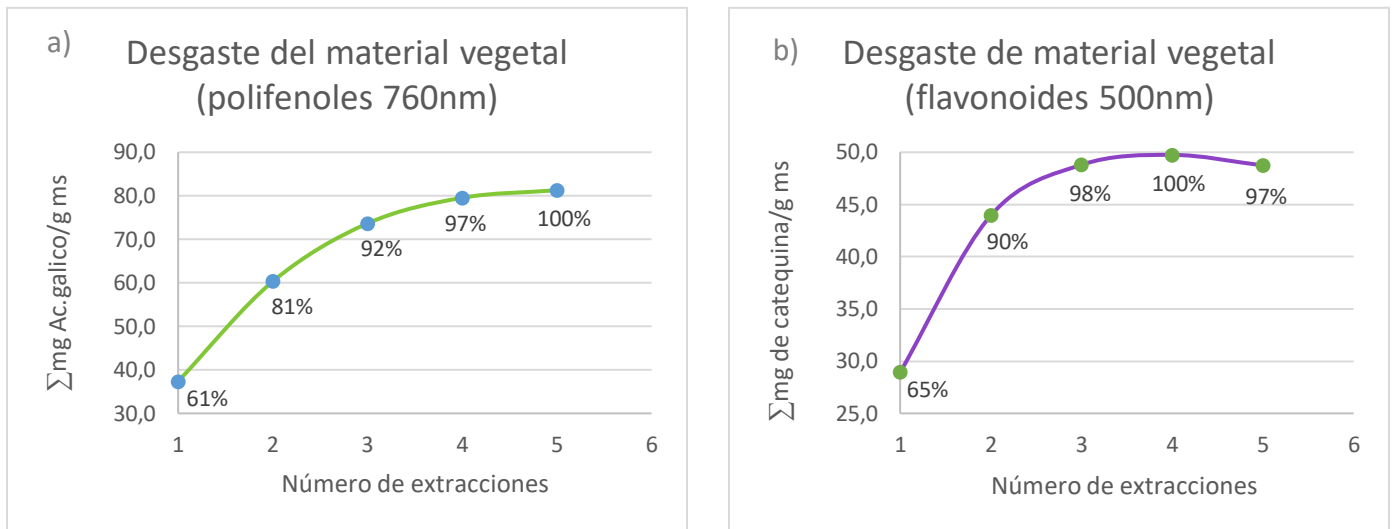 a)
Desgaste del material vegetal
(polifenoles 760nm)
∑mg Ac.galico/g ms
90,0
80,0
70,0
60,0
50,0
40,0
30,0
61%
81%
92%
97%
100%
1 2 3 4 5 6
Número de extracciones
b)
Desgaste de material vegetal
(flavonoides 500nm)
∑mg de catequina/g ms
50,0
45,0
40,0
35,0
30,0
25,0
65%
90%
98%
100%
97%
1 2 3 4 5 6
Número de extracciones